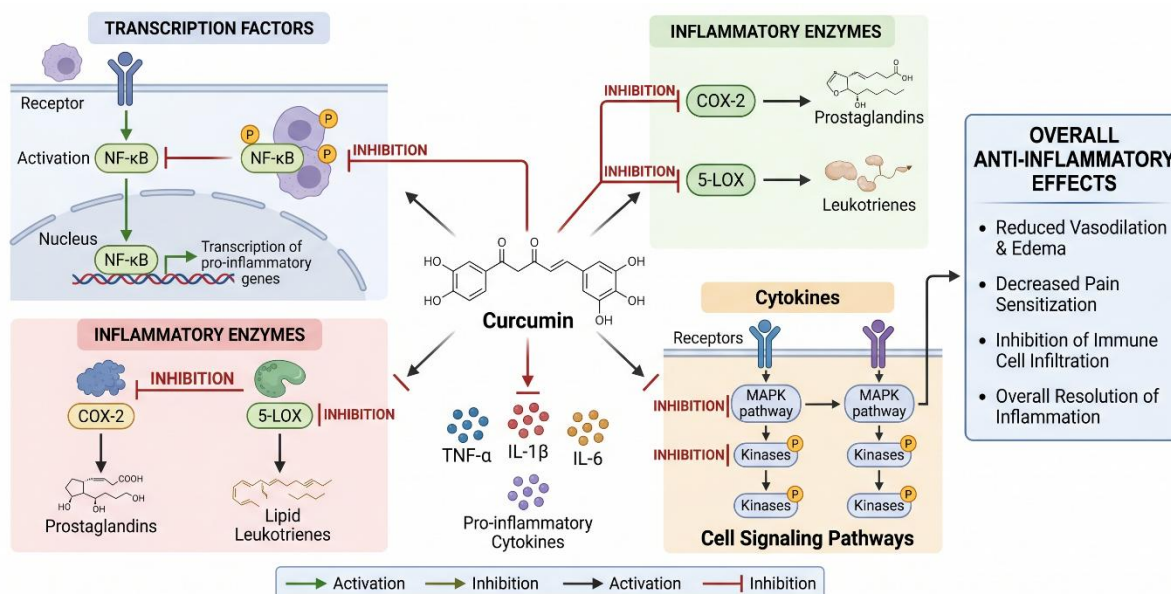 TRANSCRIPTION FACTORS
Receptor
Activation
NF-κB
P
NF-κB
P
INHIBITION
Nucleus
NF-κB
Transcription of
pro-inflammatory
genes
INFLAMMATORY ENZYMES
INHIBITION
COX-2
O
OH
O
OH
Prostaglandins
INHIBITION
5-LOX
Leukotrienes
OVERALL
ANTI-INFLAMMATORY
EFFECTS
• Reduced Vasodilation
& Edema
• Decreased Pain
Sensitization
• Inhibition of Immune
Cell Infiltration
• Overall Resolution of
Inflammation
O O
HO
OH
OH
OH
OH
Curcumin
INFLAMMATORY ENZYMES
INHIBITION
COX-2
5-LOX
INHIBITION
COOH
OH
HO
OH
Prostaglandins
Lipid
Leukotrienes
TNF-α
IL-1β
IL-6
Pro-inflammatory
Cytokines
Cytokines
Receptors
INHIBITION
MAPK
pathway
MAPK
pathway
INHIBITION
Kinases
P
Kinases
P
Kinases
P
Kinases
P
Cell Signaling Pathways
Activation
Inhibition
Activation
Inhibition